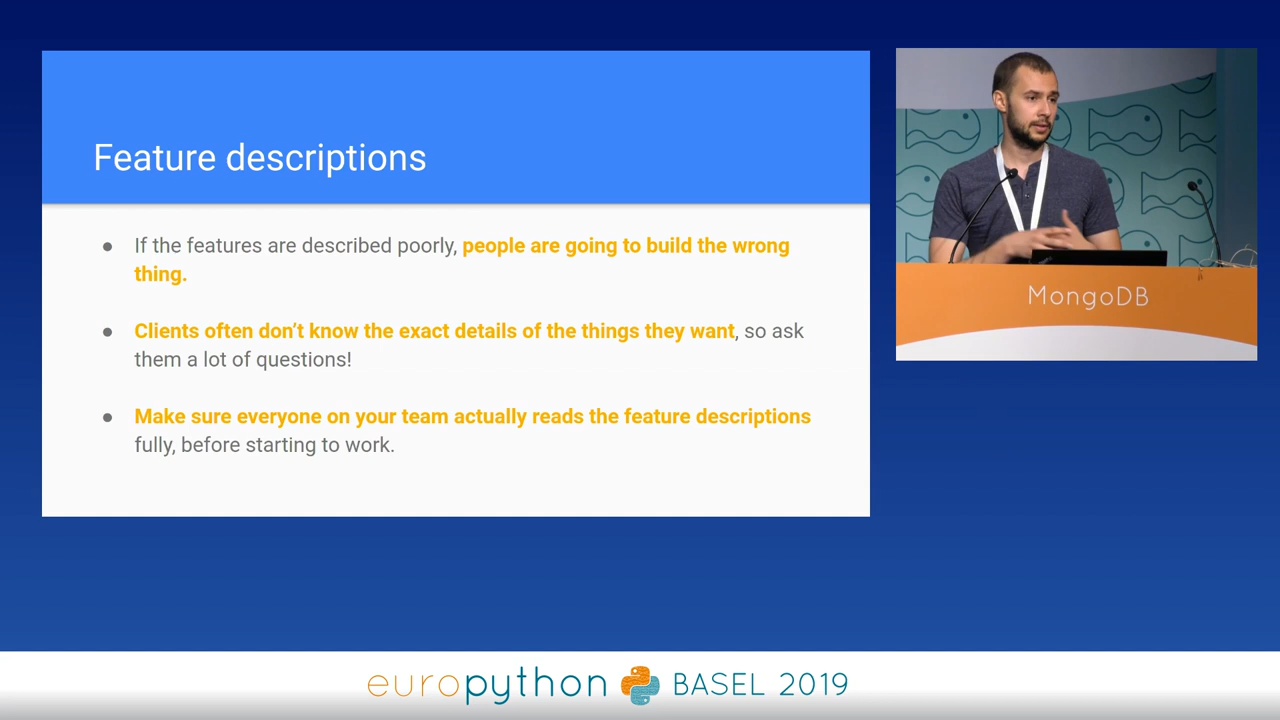 Feature descriptions
● If the features are described poorly, people are going to build the wrong
thing.
● Clients often don’t know the exact details of the things they want, so ask
them a lot of questions!
● Make sure everyone on your team actually reads the feature descriptions
fully, before starting to work.
MongoDB
europython BASEL 2019